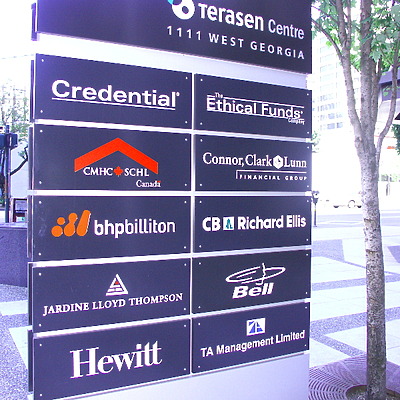 TERASEN Centre
1111 WEST GEORGIA
Credential®
The
Ethical Funds®
Company
CMHC SCHL
Canada
Connor, Clark & Lunn
FINANCIAL GROUP
bhpbilliton
CB Richard Ellis
JARDINE LLOYD THOMPSON
Bell
Hewitt
TA Management Limited